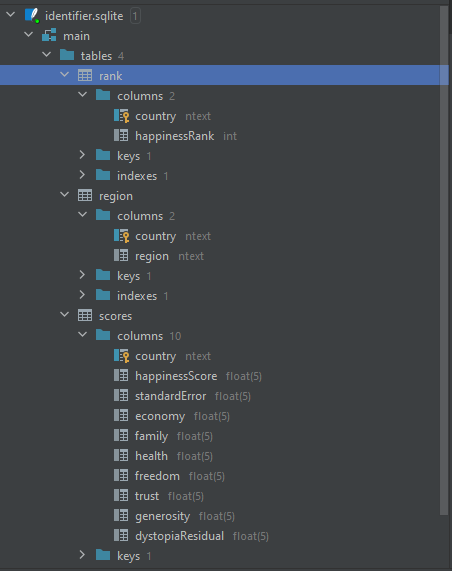 identifier.sqlite 1
main
tables 4
rank
columns 2
country ntext
happinessRank int
keys 1
indexes 1
region
columns 2
country ntext
region ntext
keys 1
indexes 1
scores
columns 10
country ntext
happinessScore float(5)
standardError float(5)
economy float(5)
family float(5)
health float(5)
freedom float(5)
trust float(5)
generosity float(5)
dystopiaResidual float(5)
keys 1